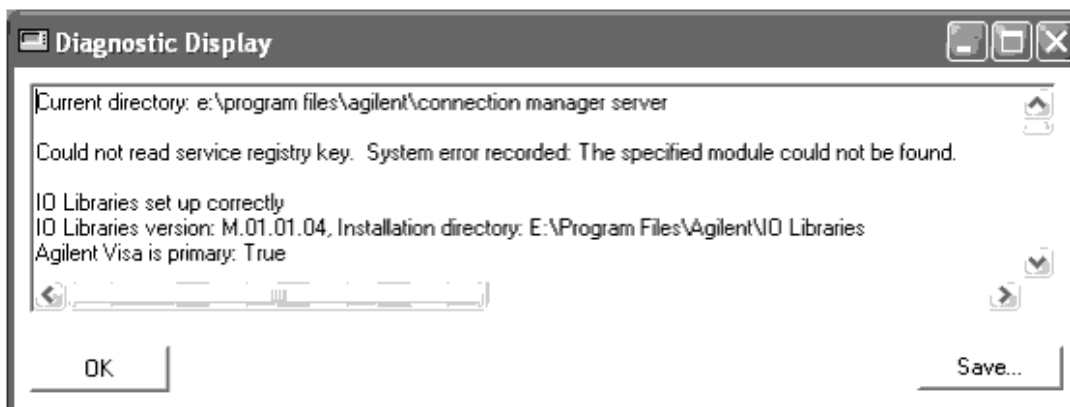 Diagnostic Display
Current directory: e:\program files\agilent\connection manager server
Could not read service registry key.  System error recorded: The specified module could not be found.
IO Libraries set up correctly
IO Libraries version: M.01.01.04, Installation directory: E:\Program Files\Agilent\IO Libraries
Agilent Visa is primary: True
OK
Save...